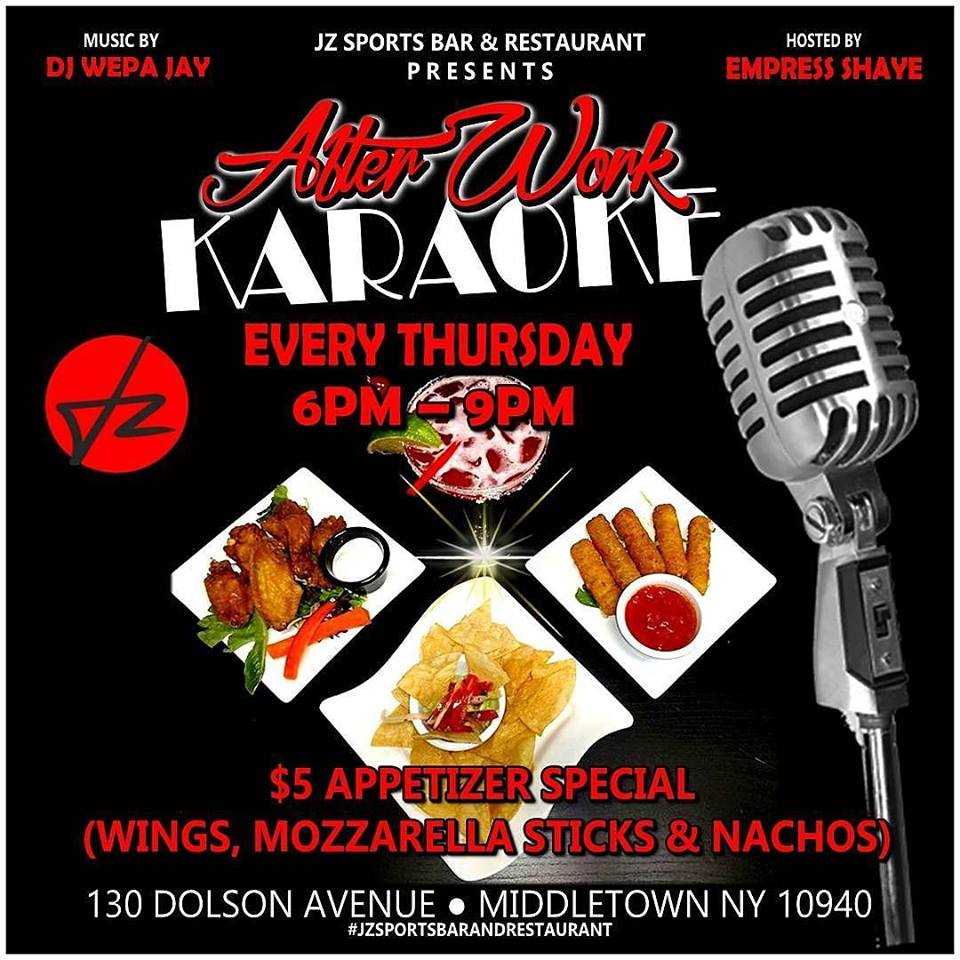 MUSIC BY
DJ WEPA JAY
JZ SPORTS BAR & RESTAURANT
PRESENTS
HOSTED BY
EMPRESS SHAYE
After Work
KARAOKE
EVERY THURSDAY
6PM – 9PM
JZ
$5 APPETIZER SPECIAL
(WINGS, MOZZARELLA STICKS & NACHOS)
130 DOLSON AVENUE ● MIDDLETOWN NY 10940
#JZSPORTSBARANDRESTAURANT